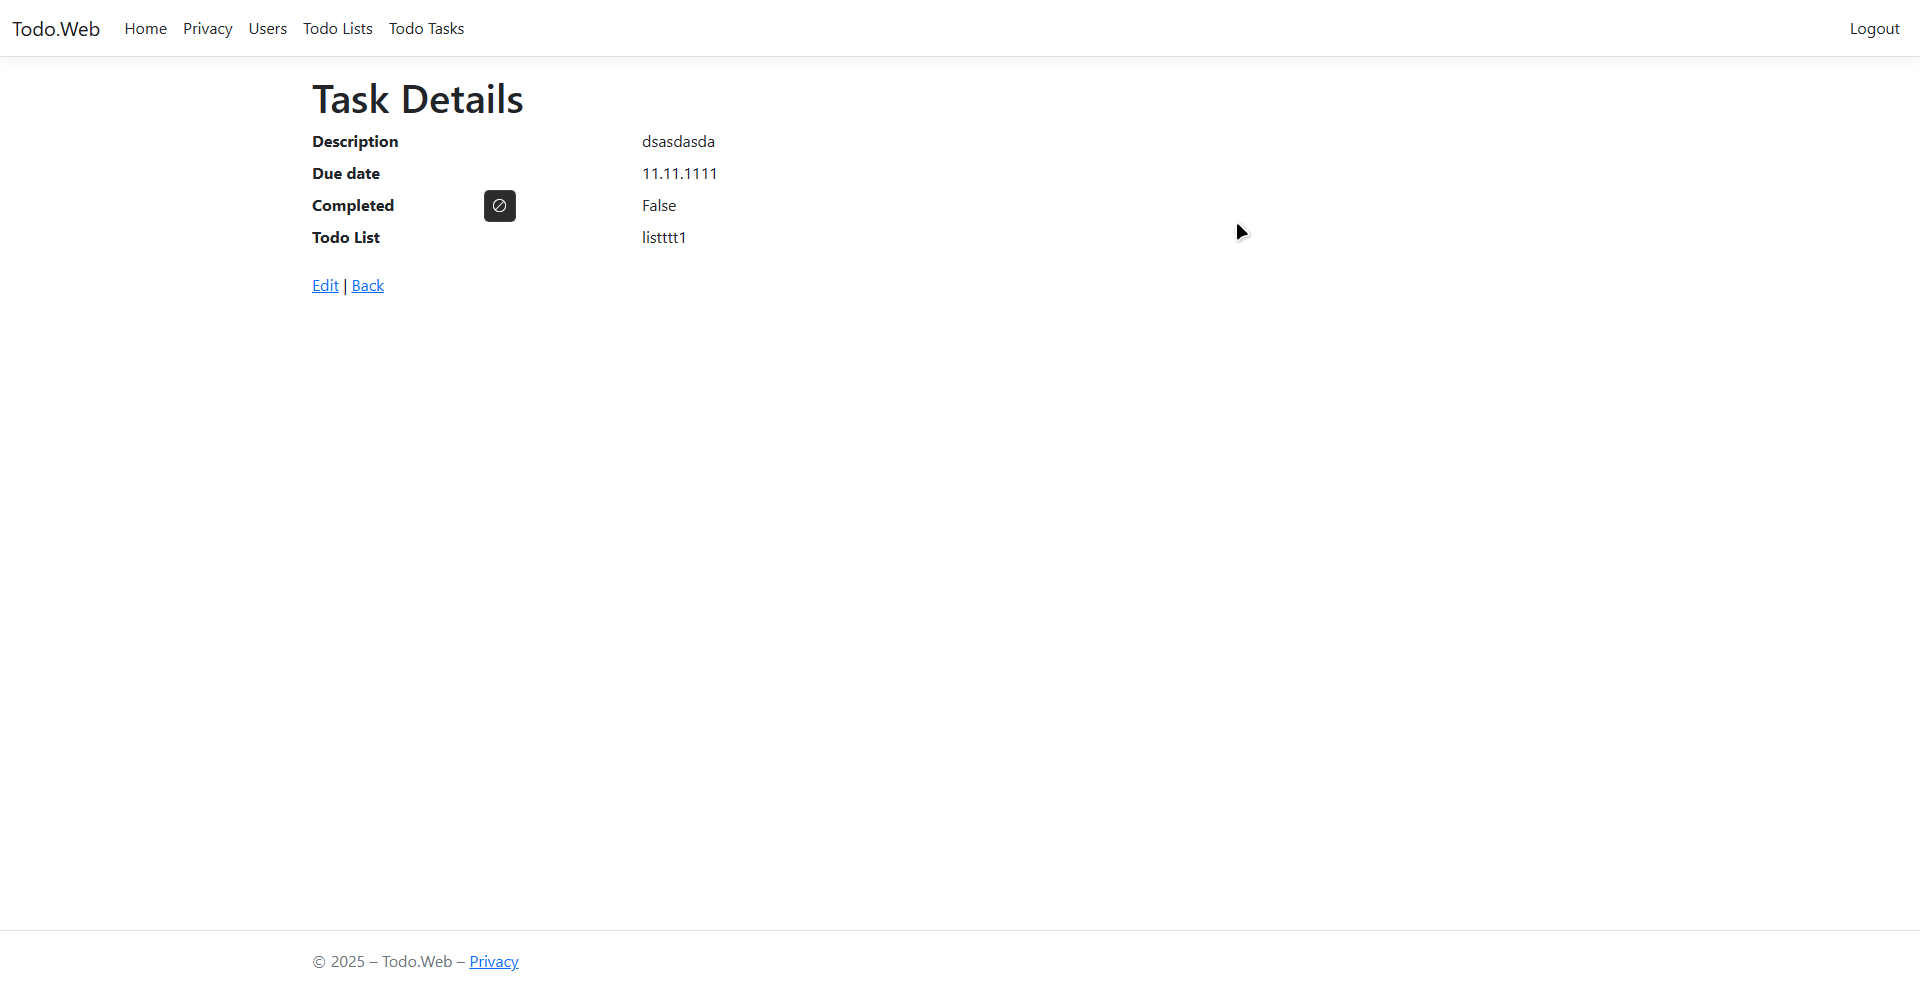 Todo.Web Home Privacy Users Todo Lists Todo Tasks Logout
Task Details
Description dsasdasda
Due date 11.11.1111
Completed False
Todo List listttt1
Edit | Back
© 2025 – Todo.Web – Privacy